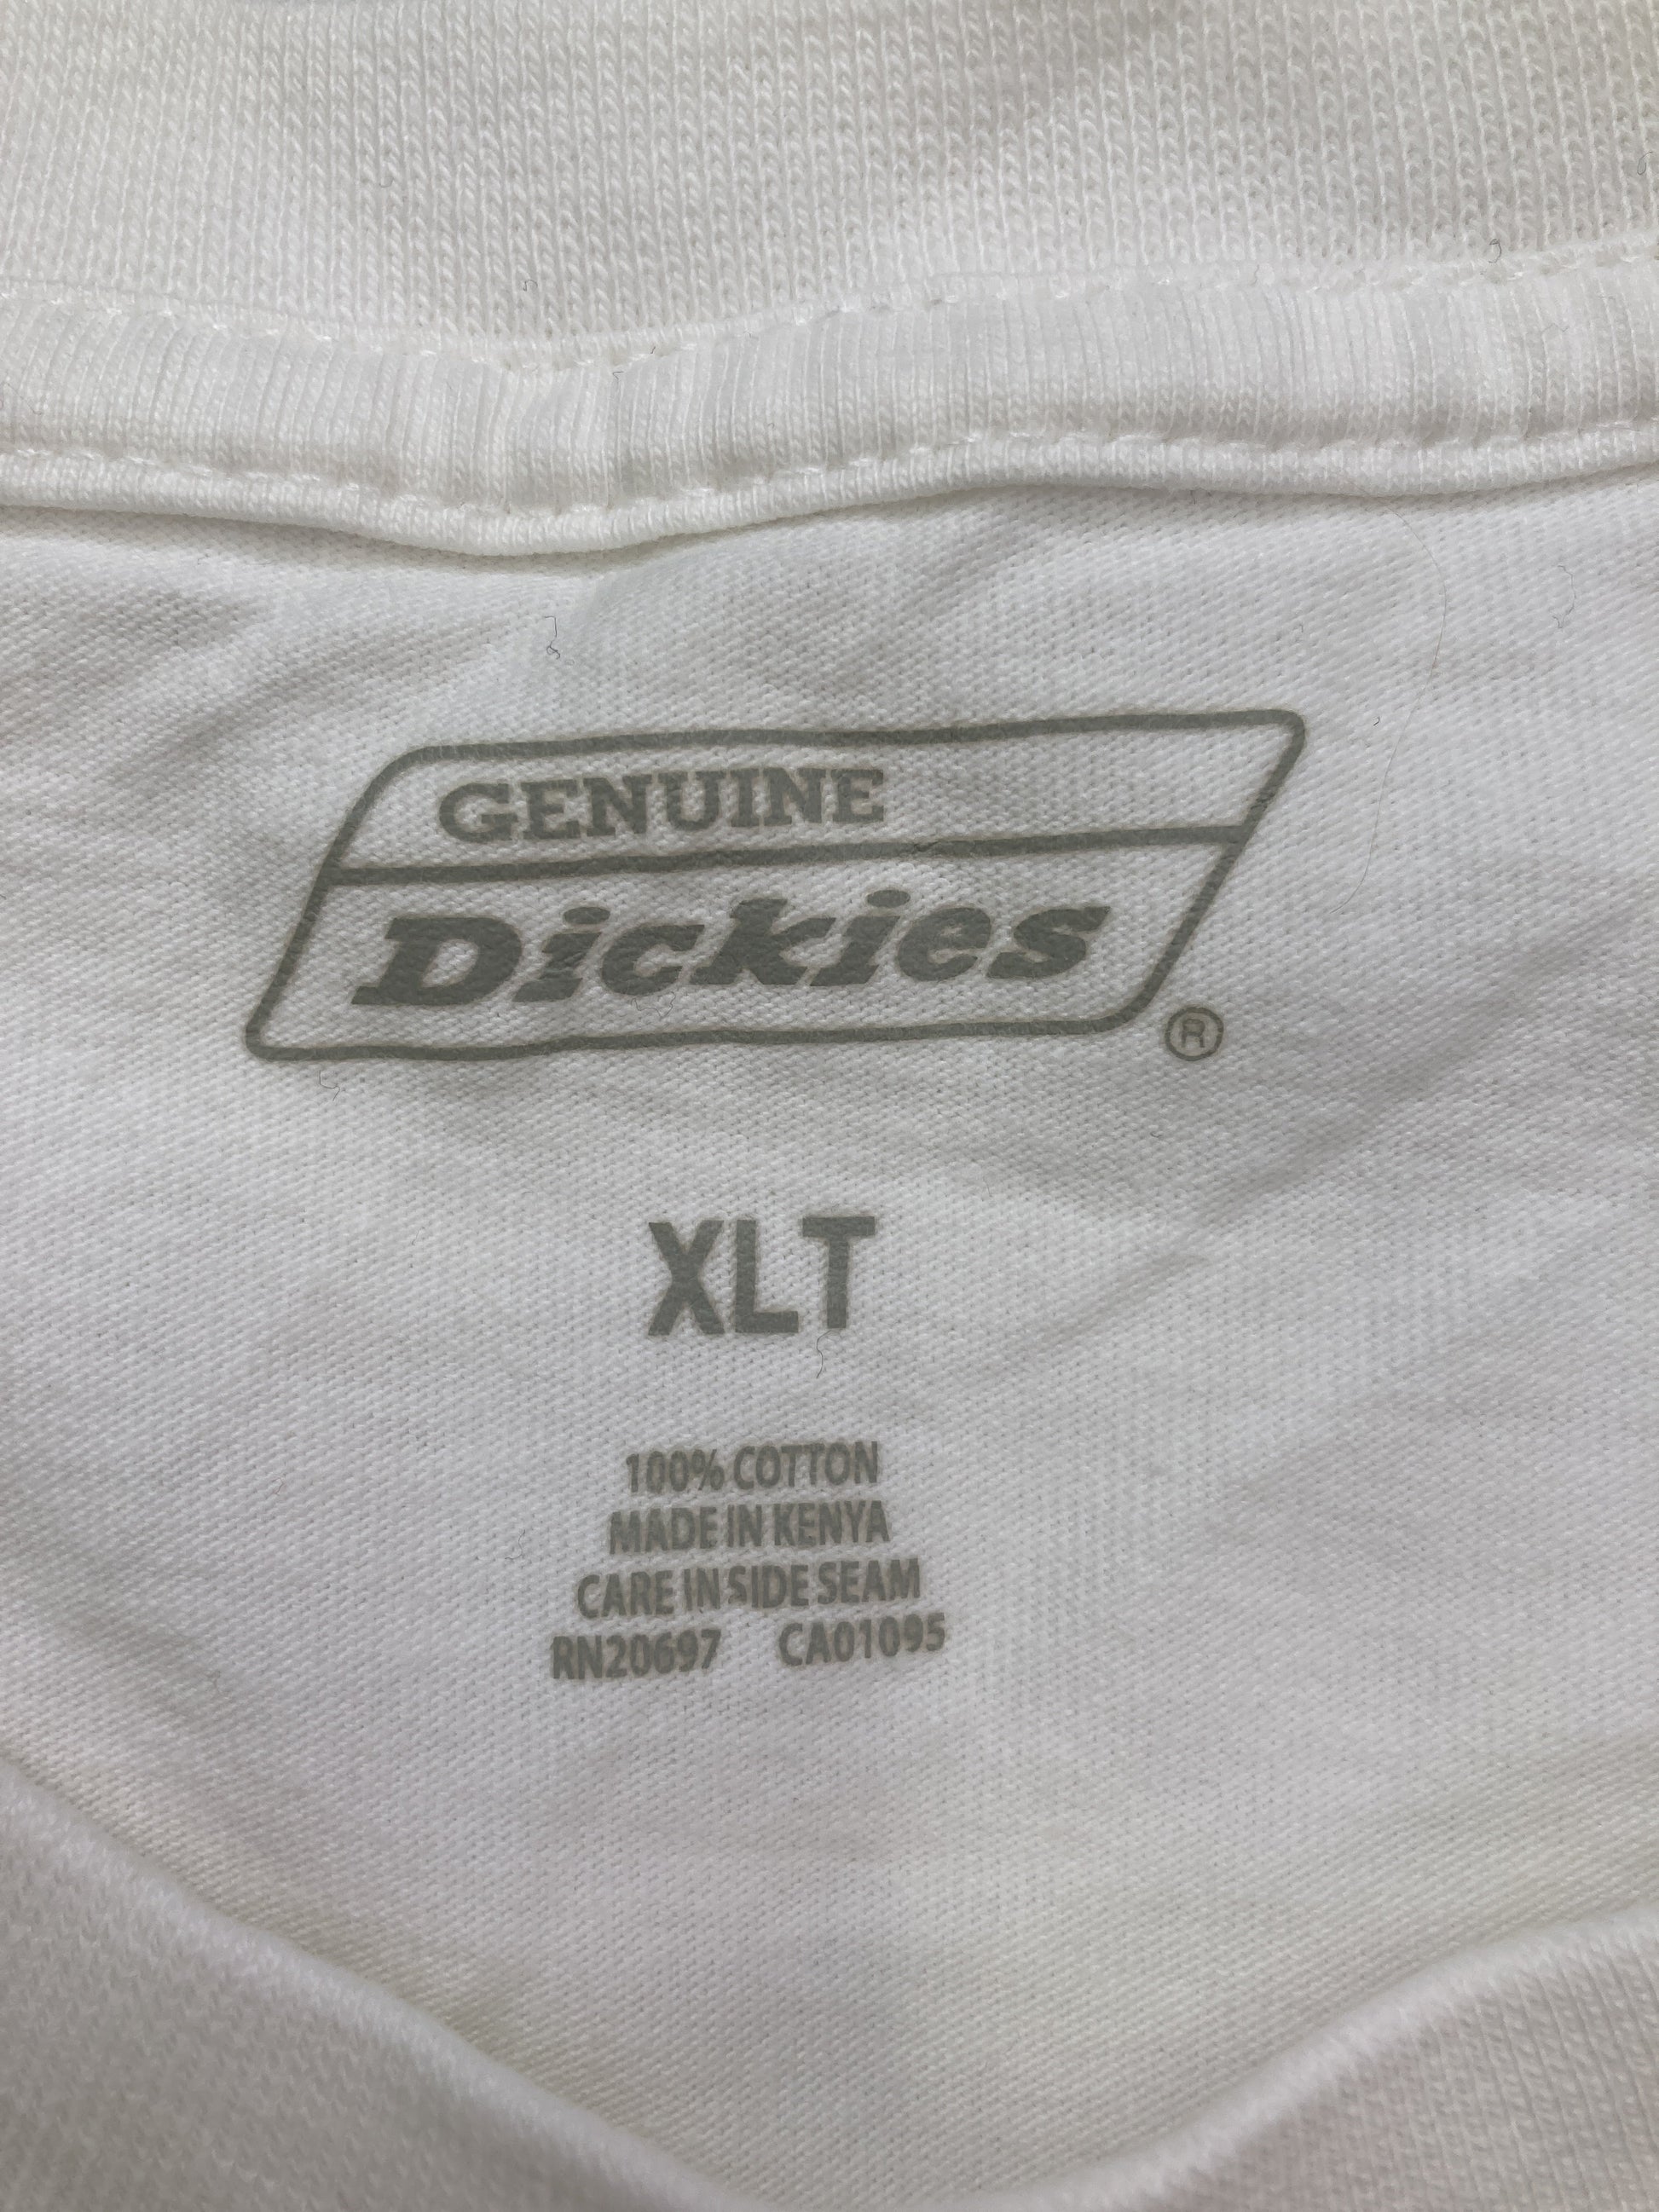 GENUINE
Dickies
®
XLT
100% COTTON
MADE IN KENYA
CARE IN SIDE SEAM
RN20697 CA01095